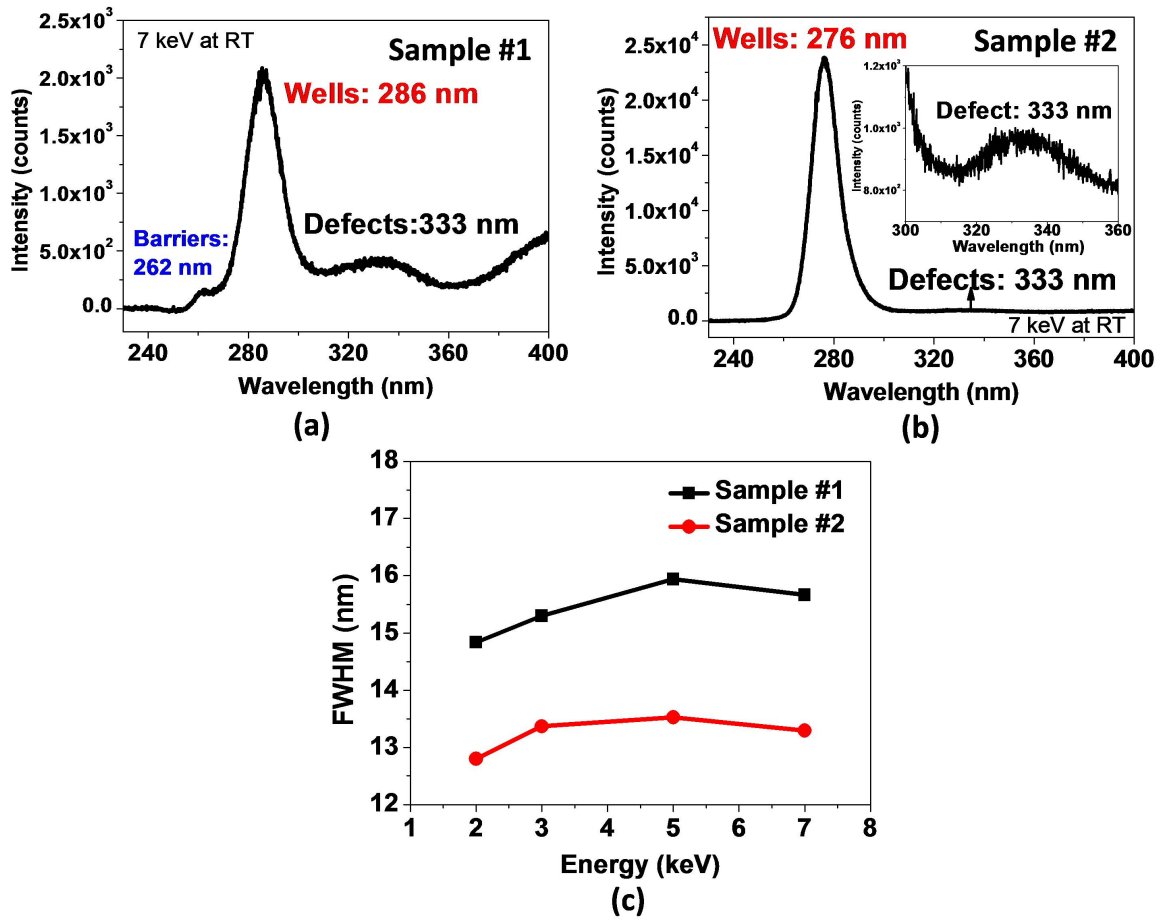 7 keV at RT
Sample #1
Wells: 286 nm
Defects:333 nm
Barriers:
262 nm
2.5x10³
2.0x10³
1.5x10³
1.0x10³
5.0x10²
0.0
Intensity (counts)
240 280 320 360 400
Wavelength (nm)
(a)
Wells: 276 nm
Sample #2
2.5x10⁴
2.0x10⁴
1.5x10⁴
1.0x10⁴
5.0x10³
0.0
Intensity (counts)
1.2x10³
1.0x10³
8.0x10²
Intensity (counts)
Defect: 333 nm
300 320 340 360
Wavelength (nm)
Defects: 333 nm
7 keV at RT
240 280 320 360 400
Wavelength (nm)
(b)
18
17
16
15
14
13
12
FWHM (nm)
Sample #1
Sample #2
1 2 3 4 5 6 7 8
Energy (keV)
(c)